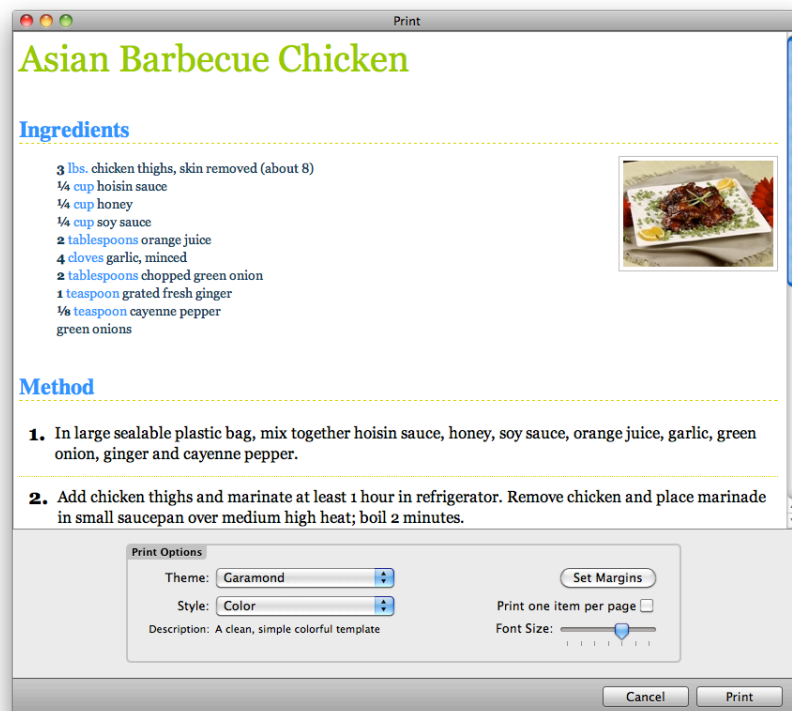 Print
Asian Barbecue Chicken
Ingredients
3 lbs. chicken thighs, skin removed (about 8)
¼ cup hoisin sauce
¼ cup honey
¼ cup soy sauce
2 tablespoons orange juice
4 cloves garlic, minced
2 tablespoons chopped green onion
1 teaspoon grated fresh ginger
⅛ teaspoon cayenne pepper
green onions
Method
1. In large sealable plastic bag, mix together hoisin sauce, honey, soy sauce, orange juice, garlic, green
onion, ginger and cayenne pepper.
2. Add chicken thighs and marinate at least 1 hour in refrigerator. Remove chicken and place marinade
in small saucepan over medium high heat; boil 2 minutes.
Print Options
Theme: Garamond
Set Margins
Style: Color
Print one item per page
Description: A clean, simple colorful template
Font Size:
Cancel
Print